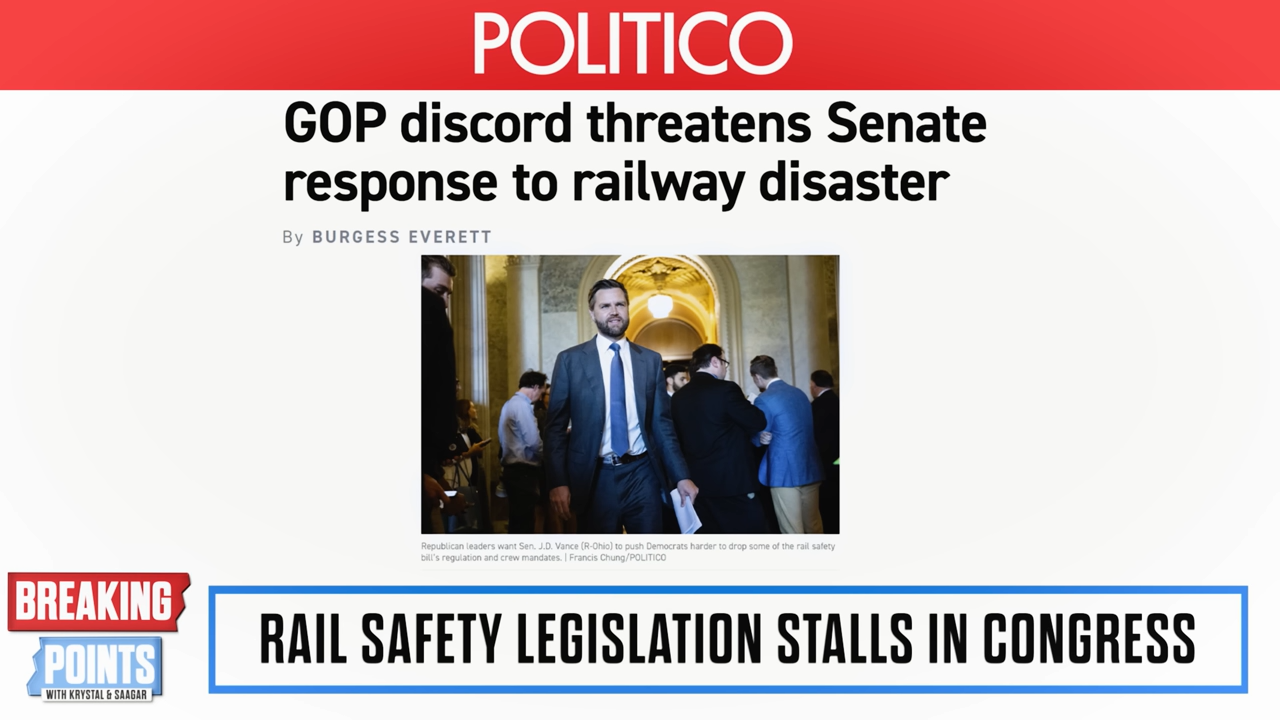 POLITICO
GOP discord threatens Senate
response to railway disaster
By BURGESS EVERETT
Republican leaders want Sen. J.D. Vance (R-Ohio) to push Democrats harder to drop some of the rail safety
bill's regulation and crew mandates. | Francis Chung/POLITICO
BREAKING
POINTS
WITH KRYSTAL & SAAGAR
RAIL SAFETY LEGISLATION STALLS IN CONGRESS